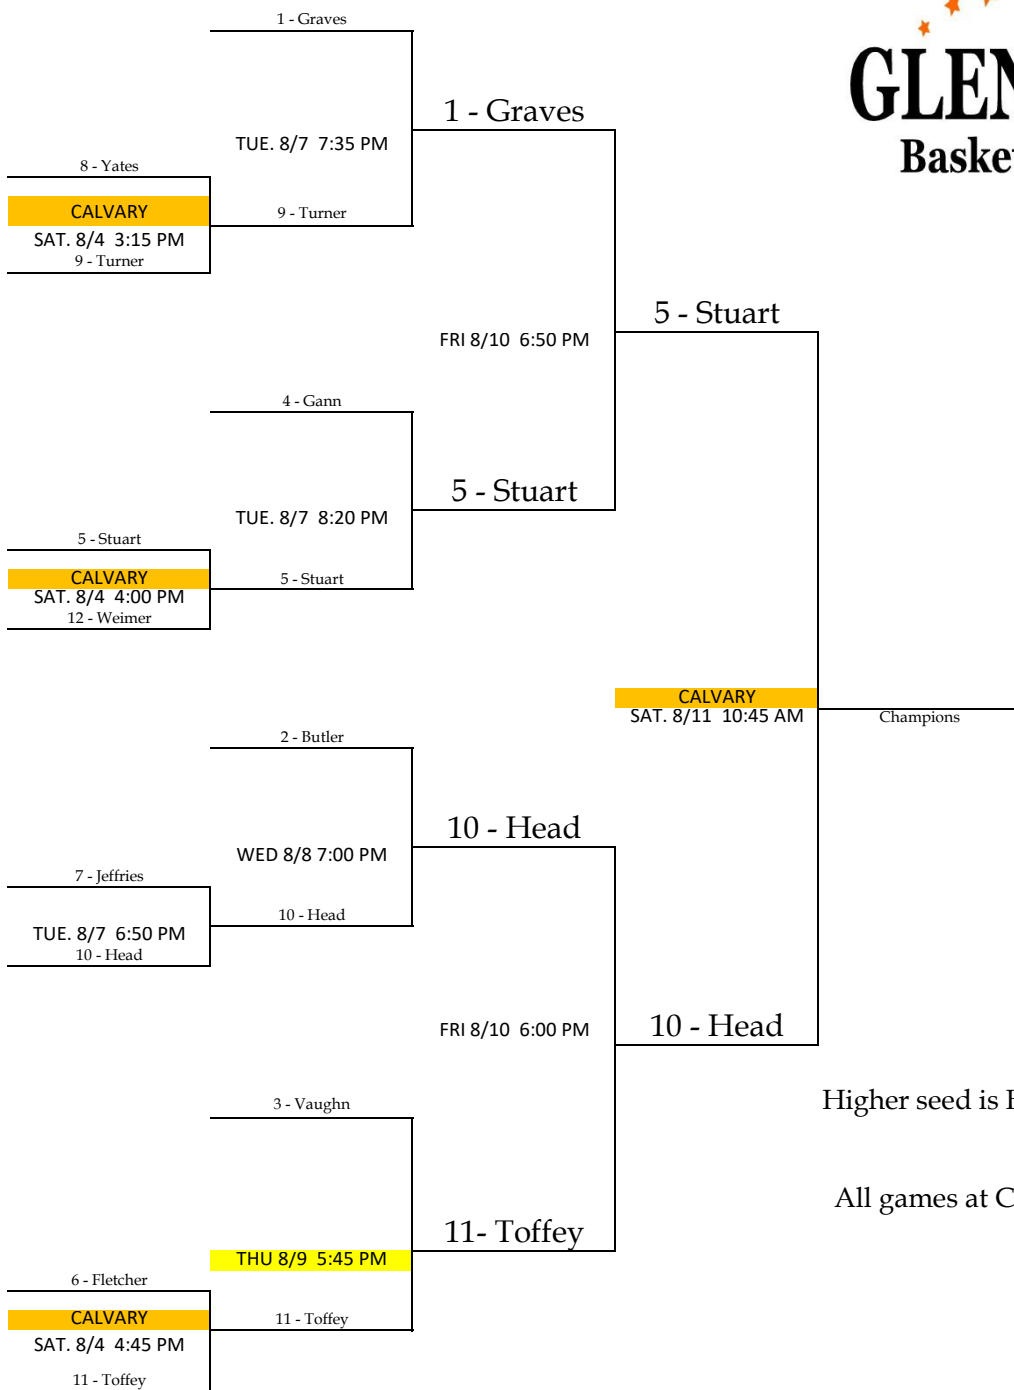 1 - Graves
GLEN
Basket
1 - Graves
TUE. 8/7 7:35 PM
8 - Yates
CALVARY
9 - Turner
SAT. 8/4 3:15 PM
9 - Turner
5 - Stuart
FRI 8/10 6:50 PM
4 - Gann
5 - Stuart
TUE. 8/7 8:20 PM
5 - Stuart
CALVARY
5 - Stuart
SAT. 8/4 4:00 PM
12 - Weimer
CALVARY
SAT. 8/11 10:45 AM
Champions
2 - Butler
10 - Head
WED 8/8 7:00 PM
7 - Jeffries
10 - Head
TUE. 8/7 6:50 PM
10 - Head
FRI 8/10 6:00 PM
10 - Head
3 - Vaughn
Higher seed is
All games at
11- Toffey
THU 8/9 5:45 PM
6 - Fletcher
CALVARY
11 - Toffey
SAT. 8/4 4:45 PM
11 - Toffey